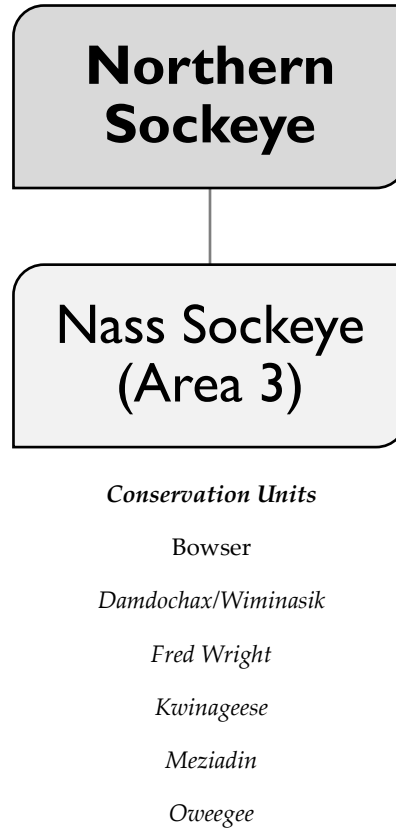 Northern
Sockeye
Nass Sockeye
(Area 3)
Conservation Units
Bowser
Damdochax/Wiminasik
Fred Wright
Kwinageese
Meziadin
Oweegee